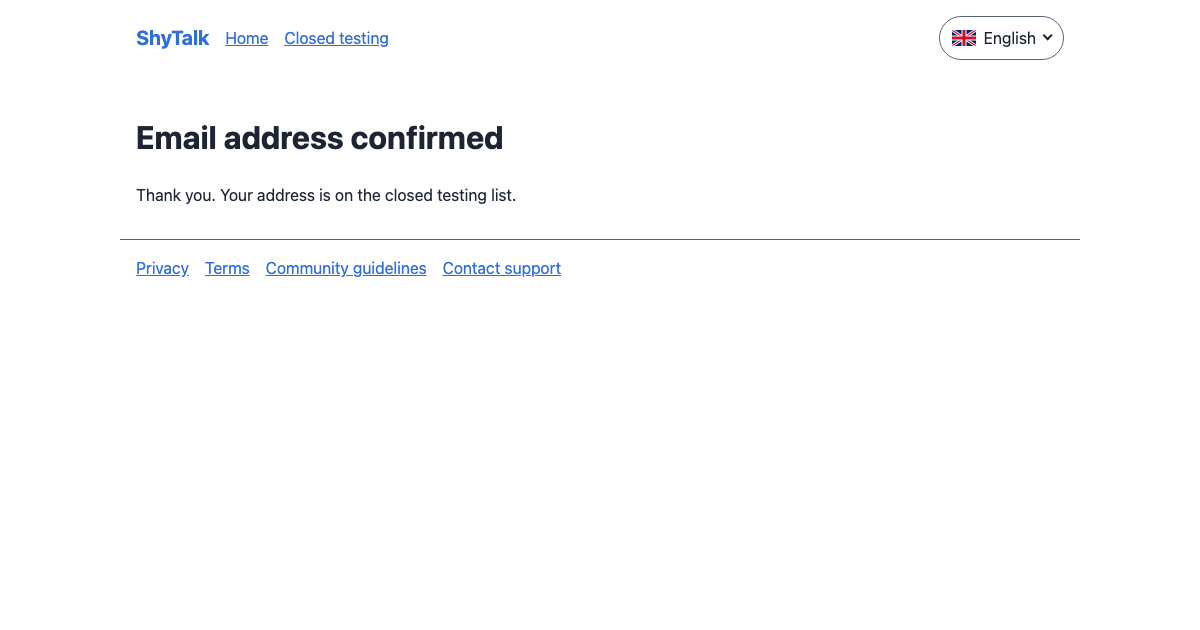 ShyTalk Home Closed testing English
Email address confirmed
Thank you. Your address is on the closed testing list.
Privacy Terms Community guidelines Contact support